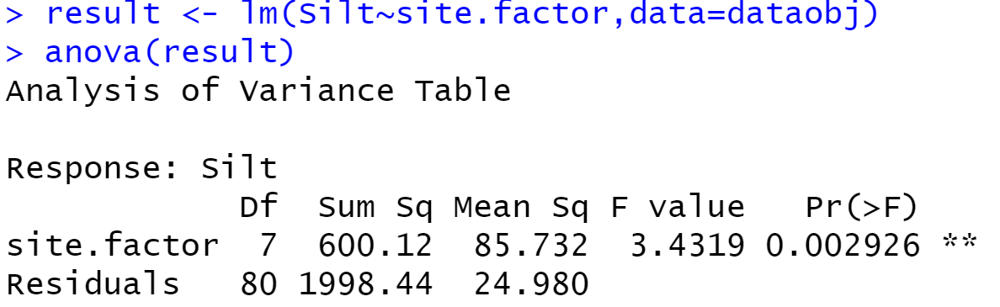 > result <- lm(Silt~site.factor,data=dataobj)
> anova(result)
Analysis of Variance Table
Response: Silt
Df Sum Sq Mean Sq F value Pr(>F)
site.factor 7 600.12 85.732 3.4319 0.002926 **
Residuals 80 1998.44 24.980